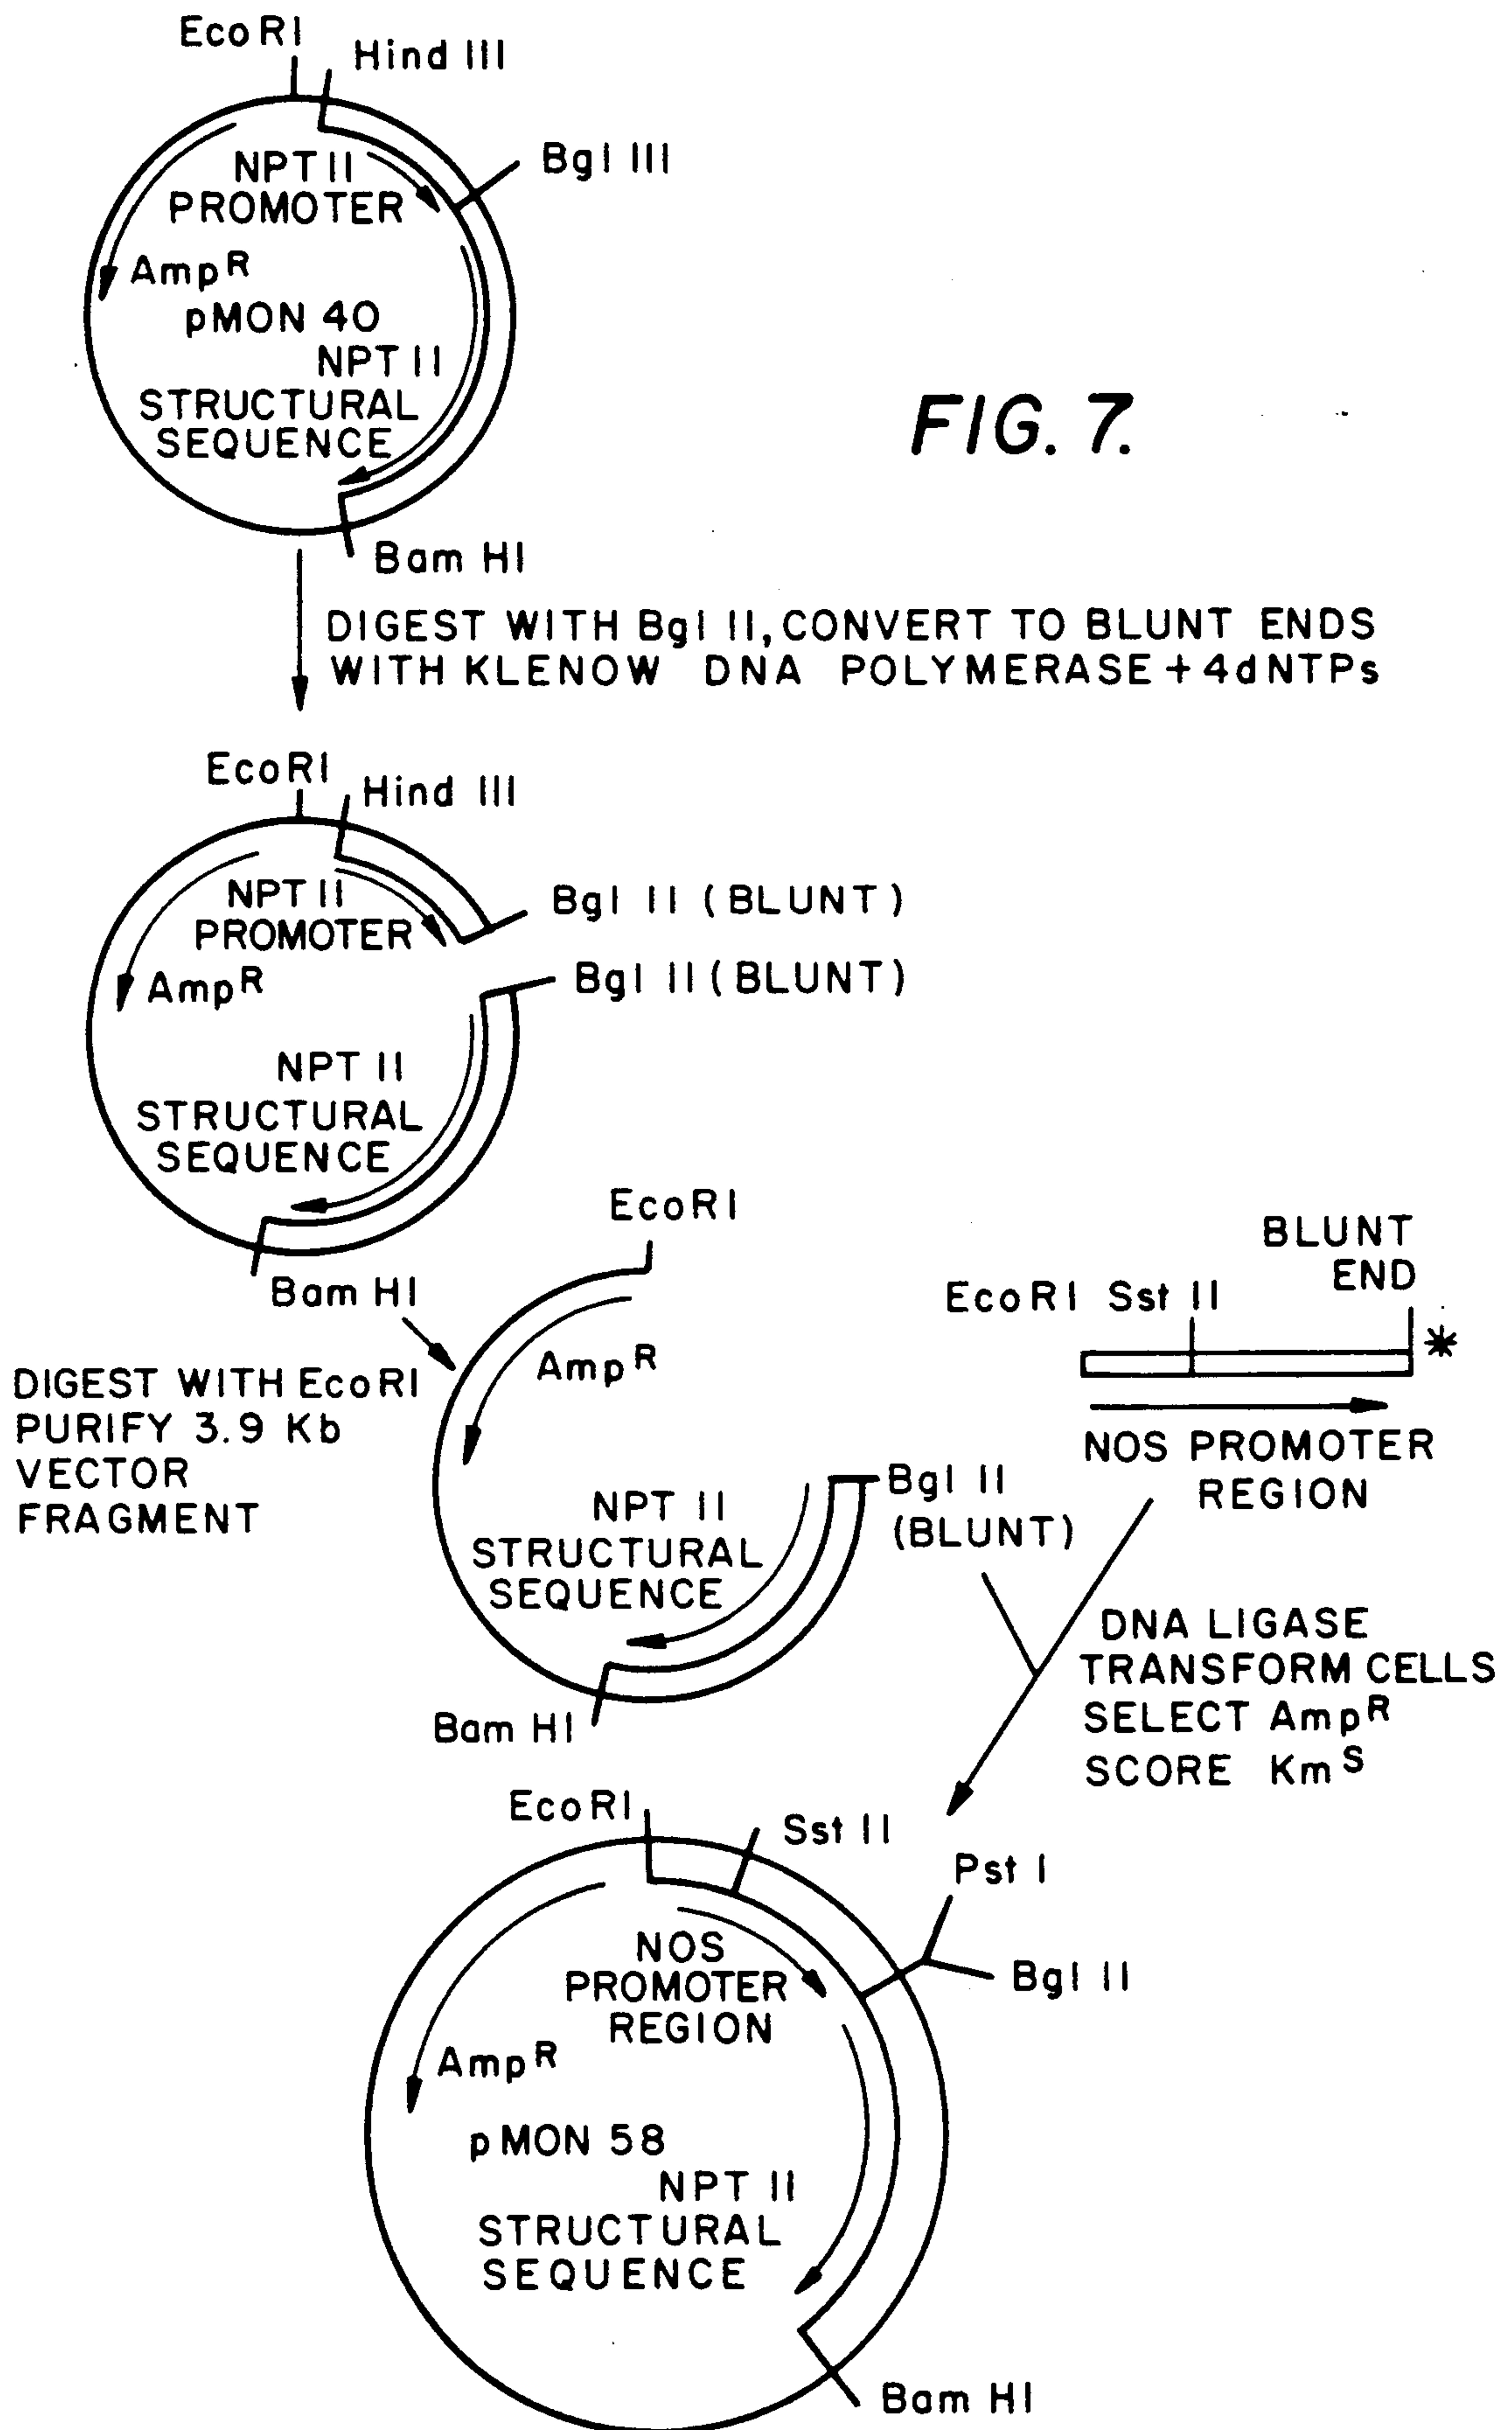 EcoRI
Hind III
Bgl III
NPT II
PROMOTER
AmpR
pMON 40
NPT II
STRUCTURAL
SEQUENCE
FIG. 7.
Bam HI
DIGEST WITH Bgl II, CONVERT TO BLUNT ENDS
WITH KLENOW DNA POLYMERASE + 4dNTPs
EcoRI
Hind III
NPT II
PROMOTER
Bgl II (BLUNT)
Bgl II (BLUNT)
AmpR
NPT II
STRUCTURAL
SEQUENCE
Bam HI
DIGEST WITH EcoRI
PURIFY 3.9 Kb
VECTOR
FRAGMENT
EcoRI
AmpR
NPT II
STRUCTURAL
SEQUENCE
Bgl II
(BLUNT)
Bam HI
BLUNT
END
EcoRI Sst II
*
NOS PROMOTER
REGION
DNA LIGASE
TRANSFORM CELLS
SELECT AmpR
SCORE KmS
EcoRI
Sst II
Pst I
Bgl II
NOS
PROMOTER
REGION
AmpR
pMON 58
NPT II
STRUCTURAL
SEQUENCE
Bam HI